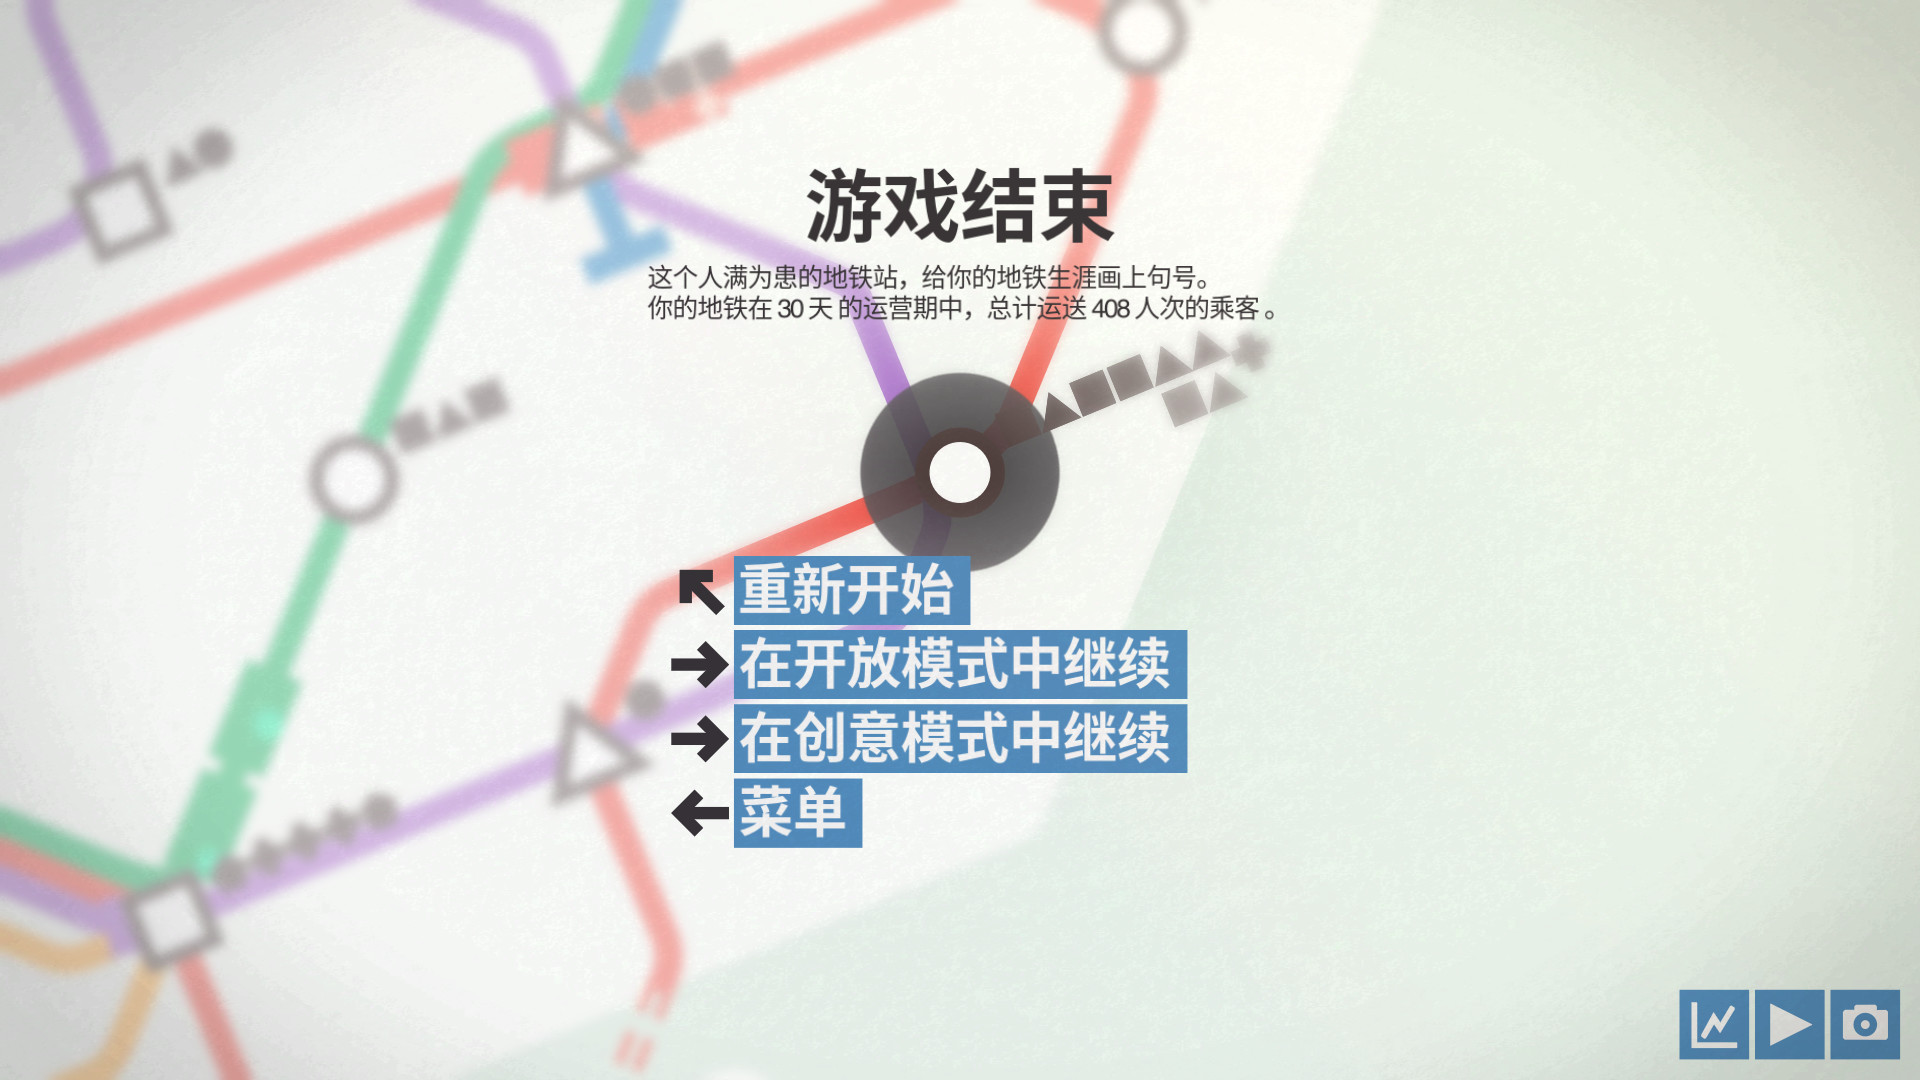 游戏结束
这个人满为患的地铁站，给你的地铁生涯画上句号。
你的地铁在 30 天 的运营期中，总计运送 408 人次的乘客 。
重新开始
在开放模式中继续
在创意模式中继续
菜单